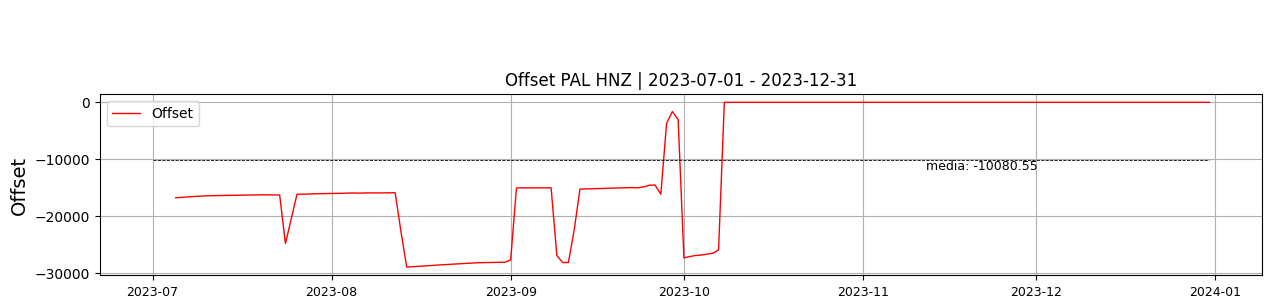 Offset PAL HNZ | 2023-07-01 - 2023-12-31
Offset
Offset
0
−10000
−20000
−30000
media: -10080.55
2023-07
2023-08
2023-09
2023-10
2023-11
2023-12
2024-01